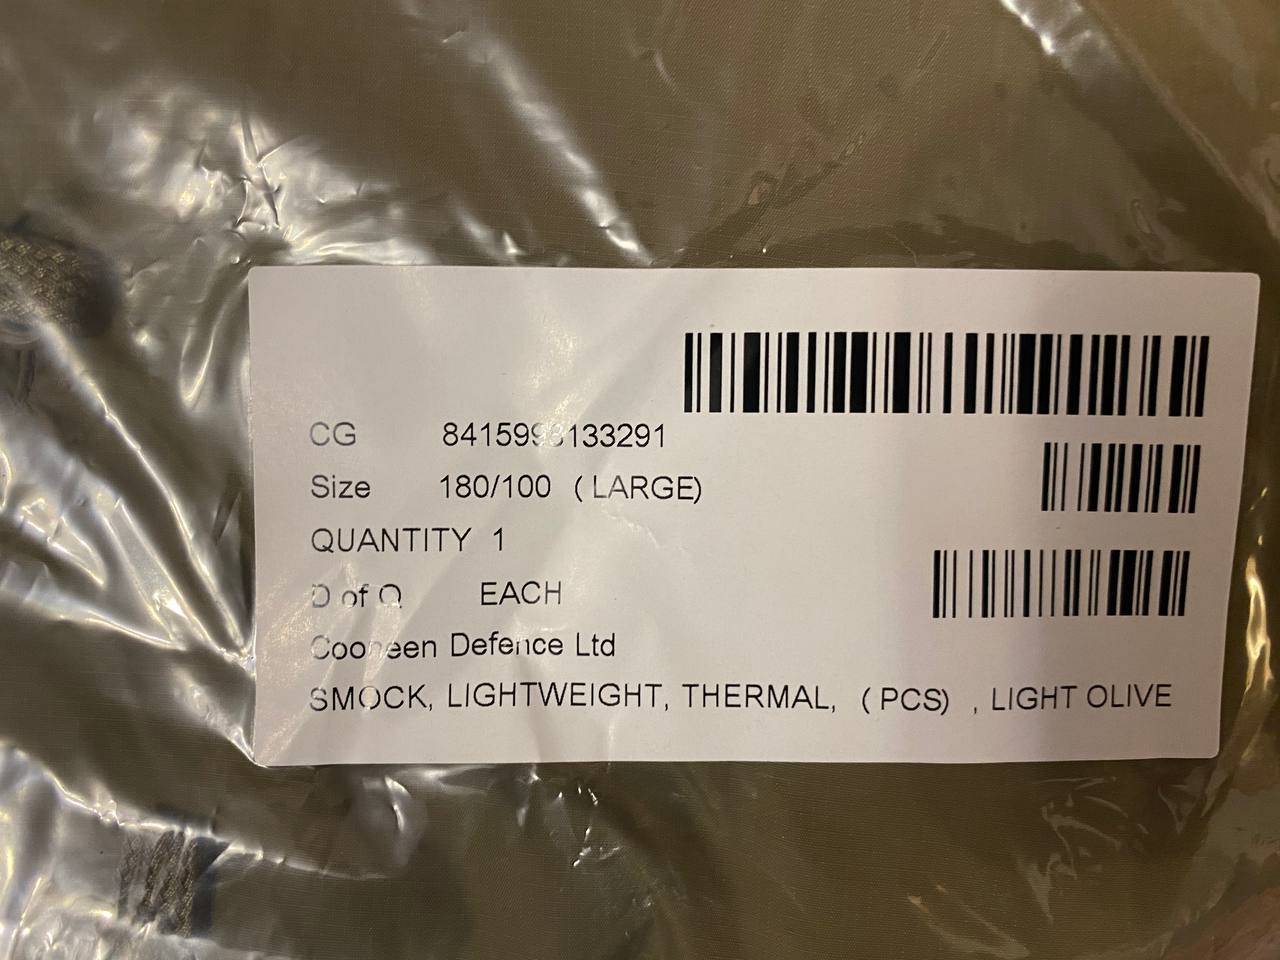 CG 8415998133291
Size 180/100 (LARGE)
QUANTITY 1
D of Q EACH
Cooneen Defence Ltd
SMOCK, LIGHTWEIGHT, THERMAL, (PCS) , LIGHT OLIVE